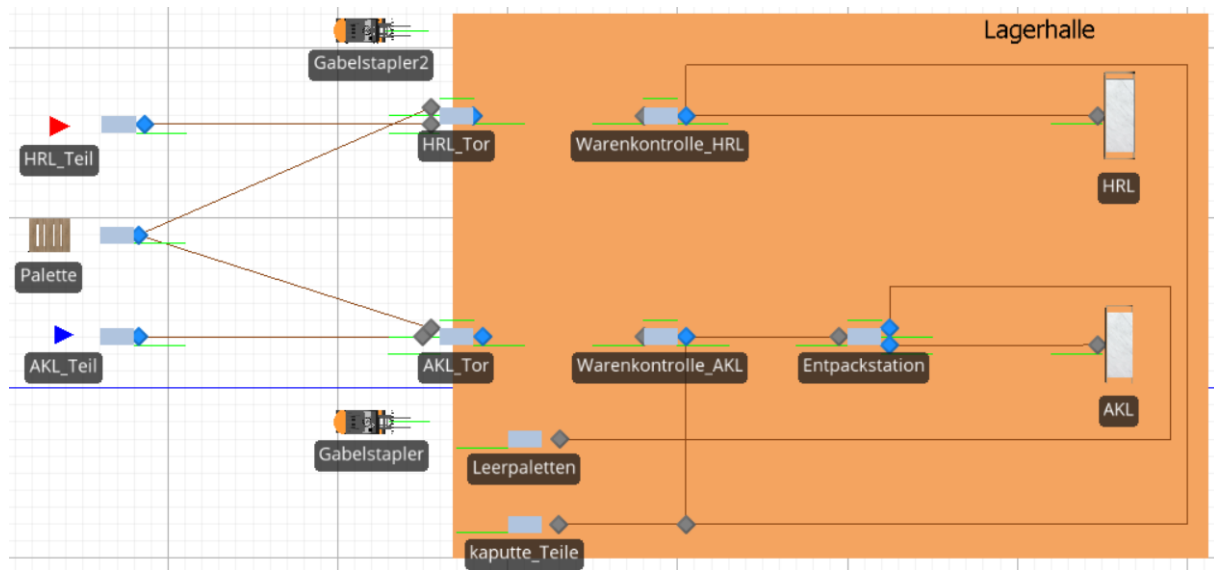 Lagerhalle
Gabelstapler2
HRL_Teil
HRL_Tor
Warenkontrolle_HRL
HRL
Palette
AKL_Teil
AKL_Tor
Warenkontrolle_AKL
Entpackstation
AKL
Gabelstapler
Leerpaletten
kaputte_Teile